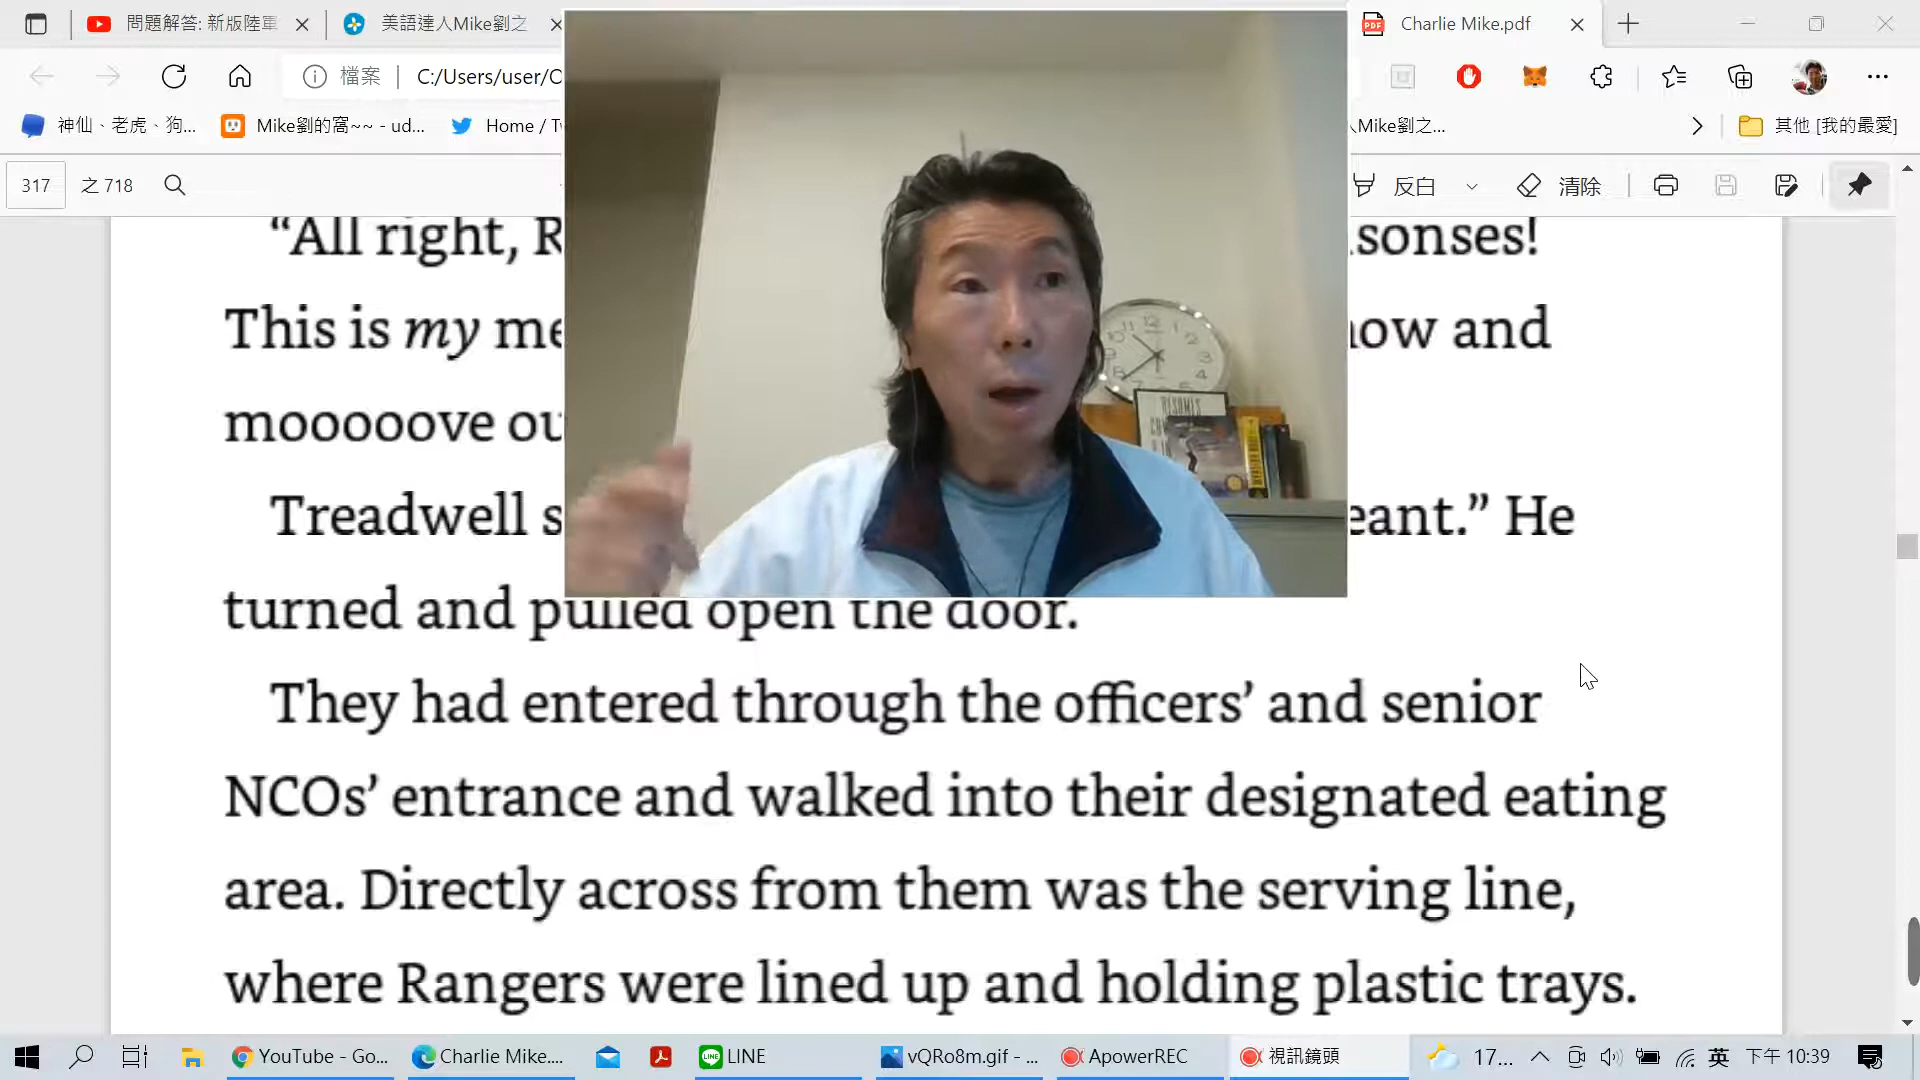 問題解答: 新版陸軍
美語達人Mike劉之
Charlie Mike.pdf
檔案
C:/Users/user/O
神仙、老虎、狗...
Mike劉的窩~~ - ud...
Home / Tw
Mike劉之...
其他 [我的最愛]
317
之 718
反白
清除
“All right, R
sonses!
This is my me
now and
mooooove ou
Treadwell s
eant.” He
turned and pulled open the door.
They had entered through the officers’ and senior
NCOs’ entrance and walked into their designated eating
area. Directly across from them was the serving line,
where Rangers were lined up and holding plastic trays.
YouTube - Go...
Charlie Mike....
LINE
vQRo8m.gif - ...
ApowerREC
視訊鏡頭
17...
英
下午 10:39